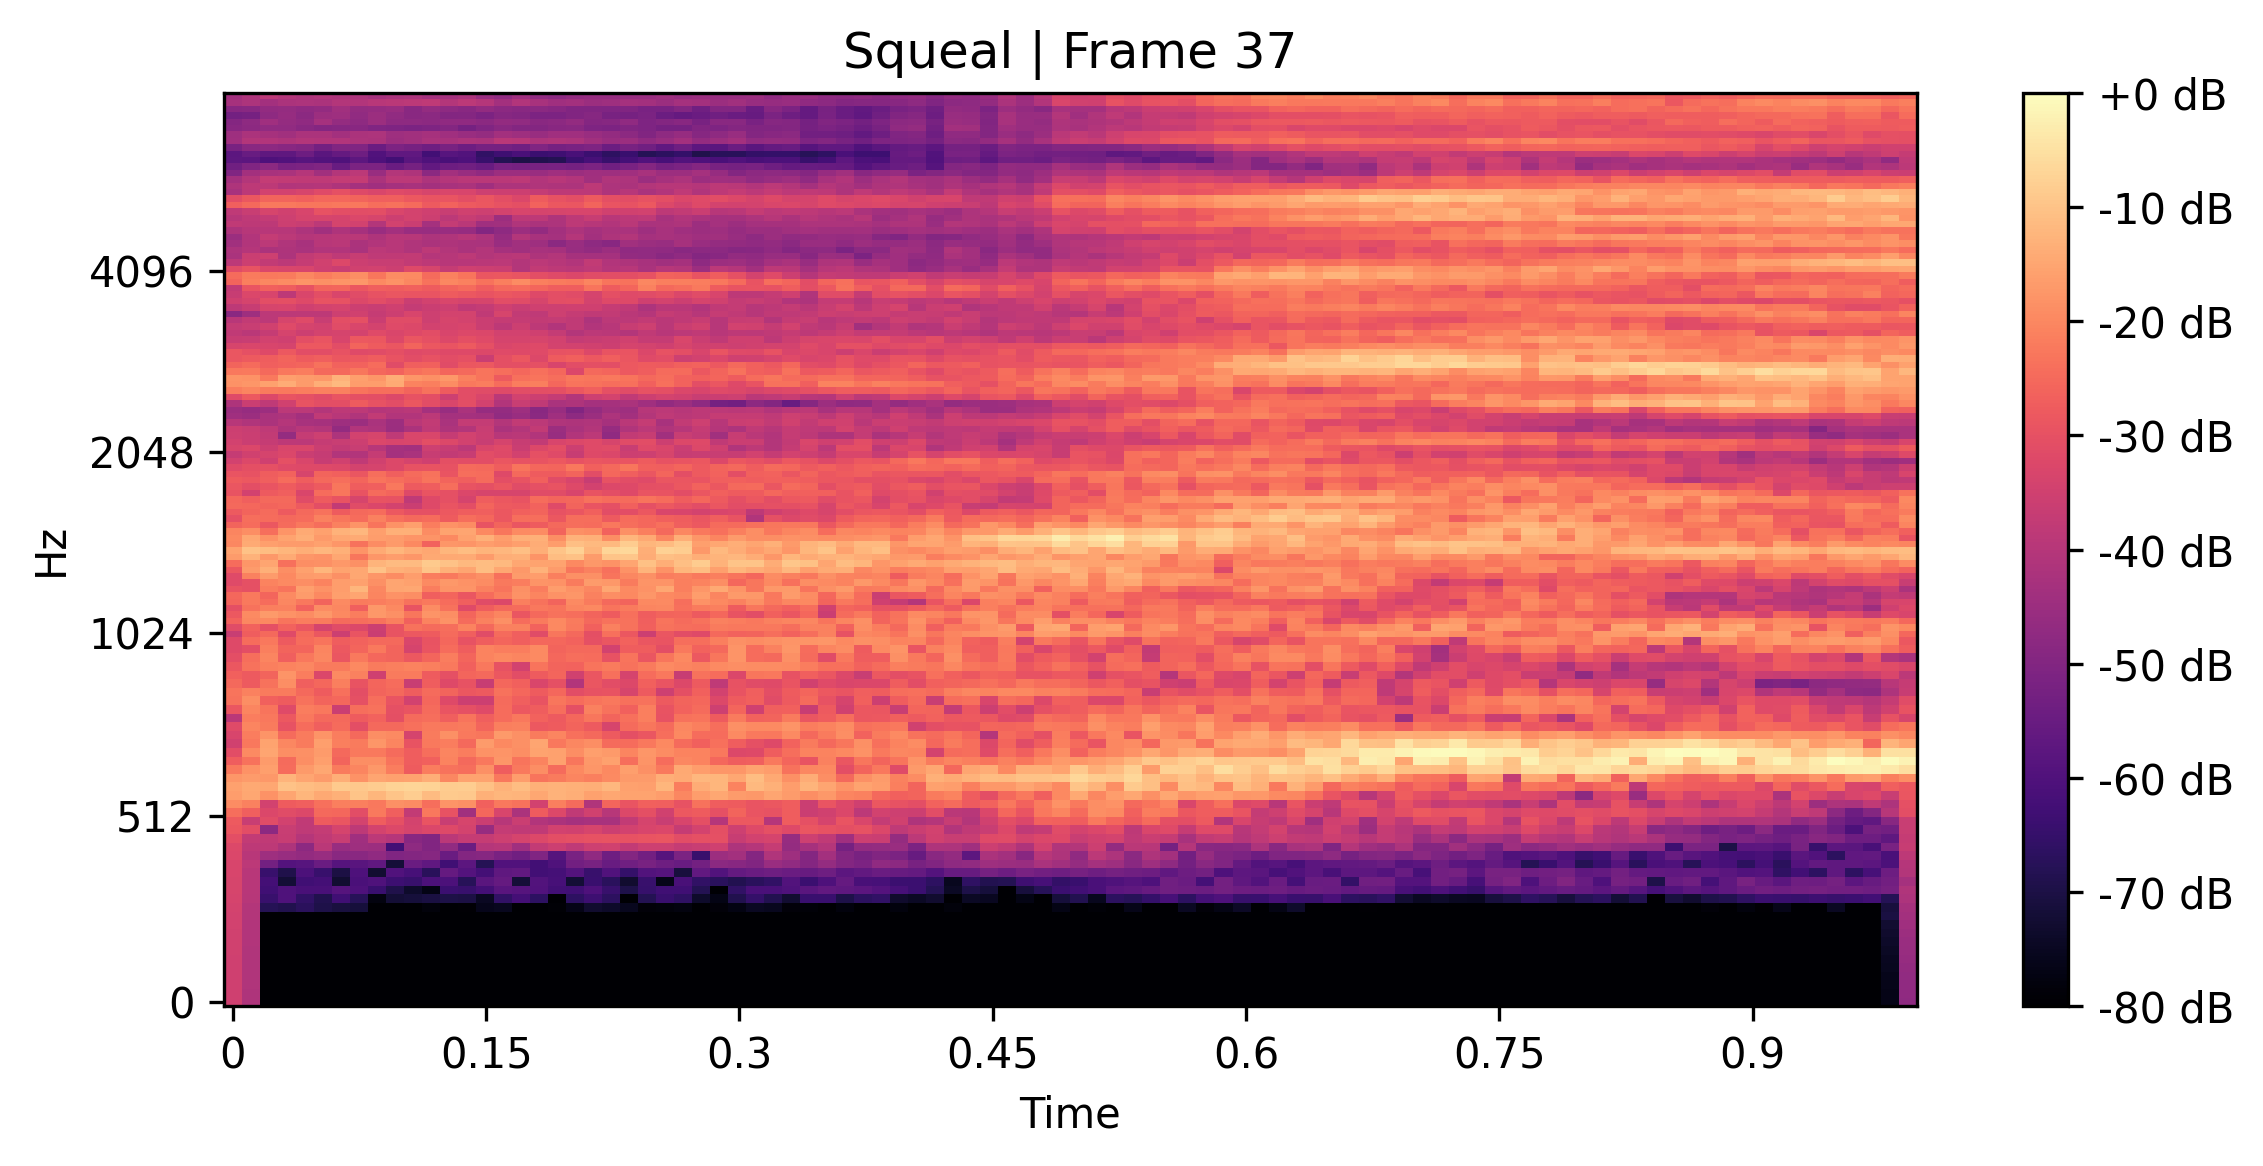 Squeal | Frame 37
+0 dB
-10 dB
-20 dB
-30 dB
-40 dB
-50 dB
-60 dB
-70 dB
-80 dB
Hz
4096
2048
1024
512
0
0 0.15 0.3 0.45 0.6 0.75 0.9
Time